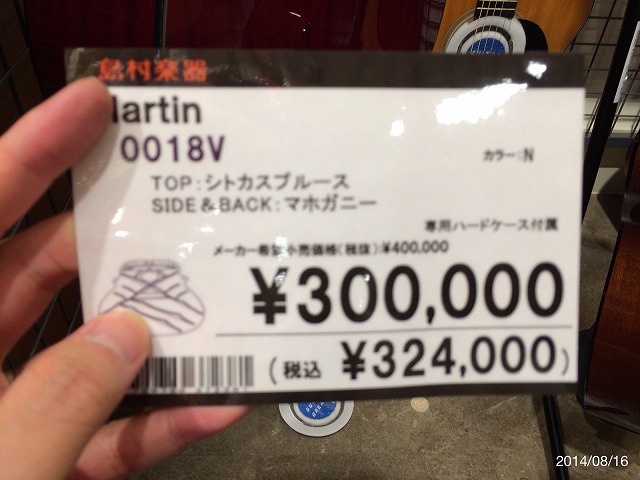 島村楽器
Martin
0018V
カラー:N
TOP:シトカスプルース
SIDE&BACK:マホガニー
専用ハードケース付属
メーカー希望小売価格(税抜):¥400,000
¥300,000
(税込 ¥324,000)
2014/08/16